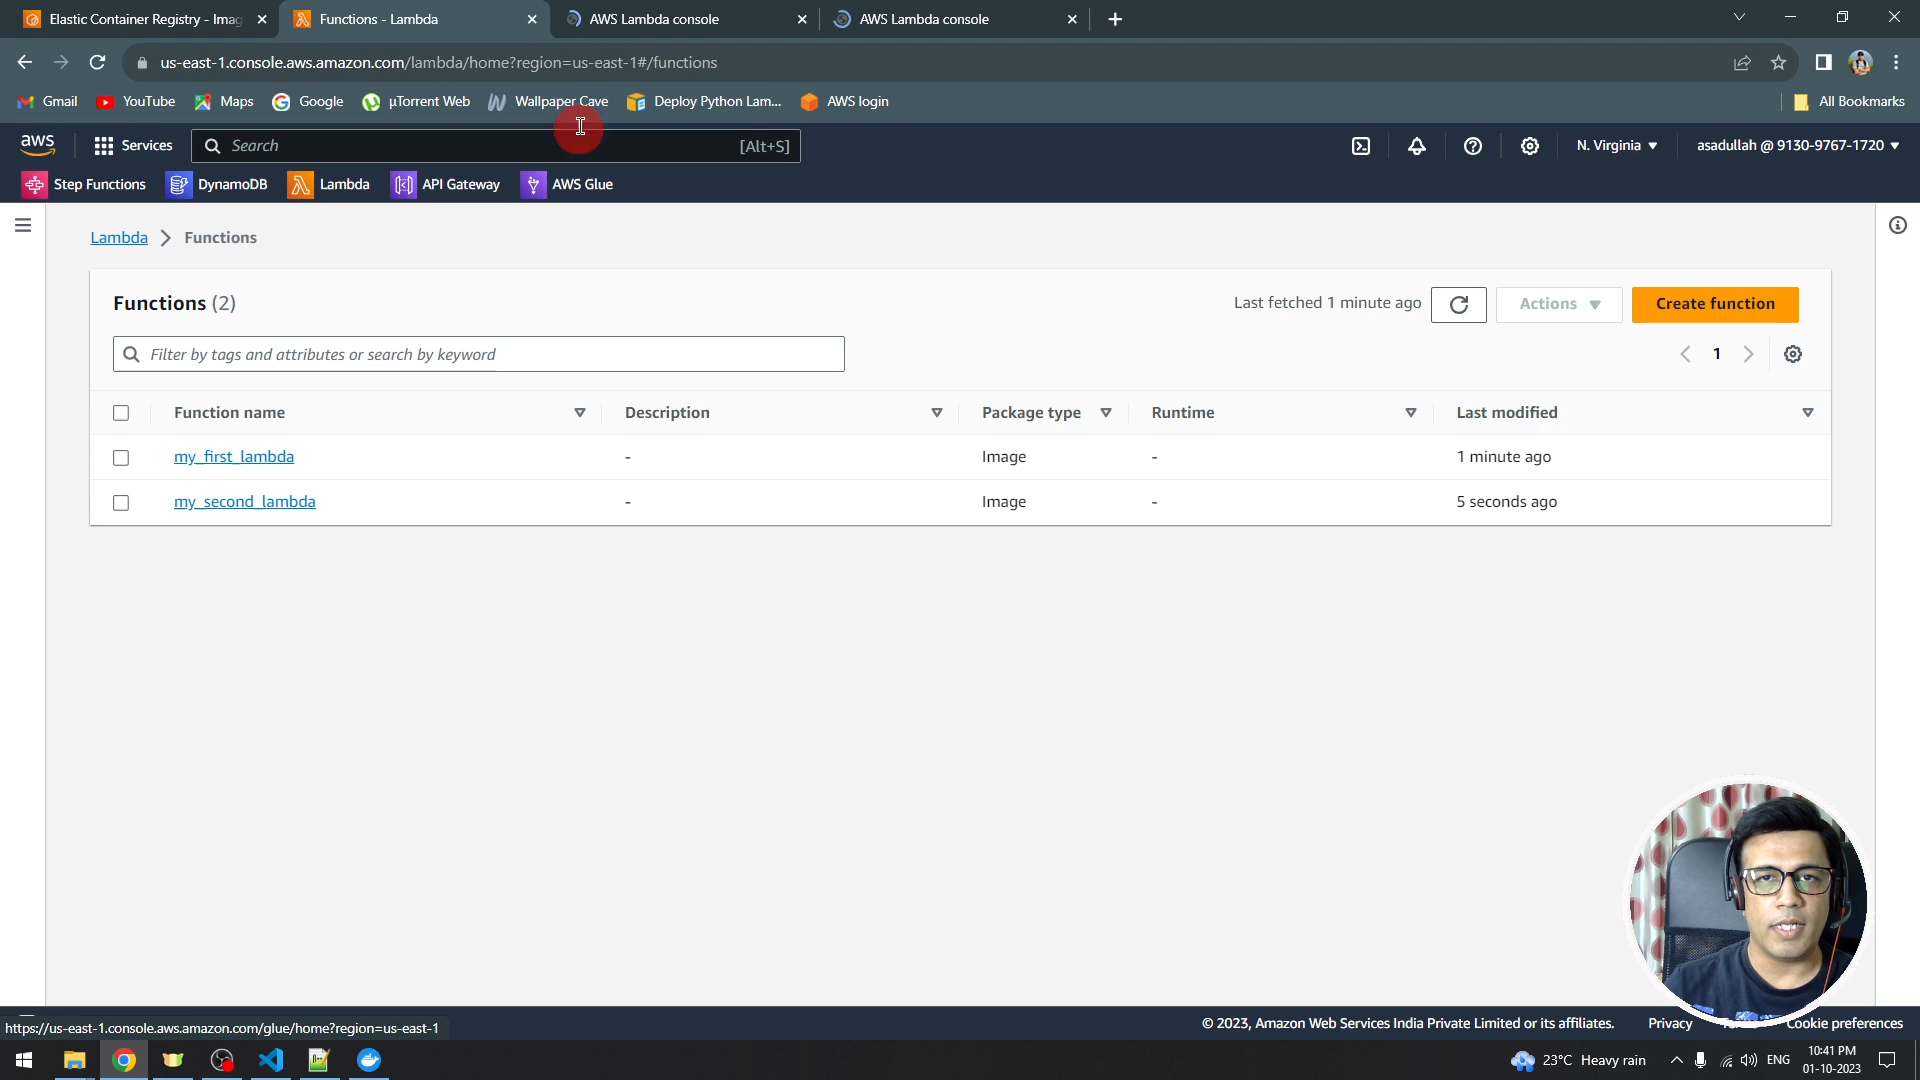 Elastic Container Registry - Imag
Functions - Lambda
AWS Lambda console
AWS Lambda console
us-east-1.console.aws.amazon.com/lambda/home?region=us-east-1#/functions
Gmail
YouTube
Maps
Google
µTorrent Web
Wallpaper Cave
Deploy Python Lam...
AWS login
All Bookmarks
aws
Services
Search
[Alt+S]
N. Virginia
asadullah @ 9130-9767-1720
Step Functions
DynamoDB
Lambda
API Gateway
AWS Glue
Lambda
Functions
Functions (2)
Last fetched 1 minute ago
Actions
Create function
Filter by tags and attributes or search by keyword
1
Function name
Description
Package type
Runtime
Last modified
my_first_lambda
-
Image
-
1 minute ago
my_second_lambda
-
Image
-
5 seconds ago
https://us-east-1.console.aws.amazon.com/glue/home?region=us-east-1
© 2023, Amazon Web Services India Private Limited or its affiliates.
Privacy
Cookie preferences
23°C Heavy rain
ENG
10:41 PM
01-10-2023